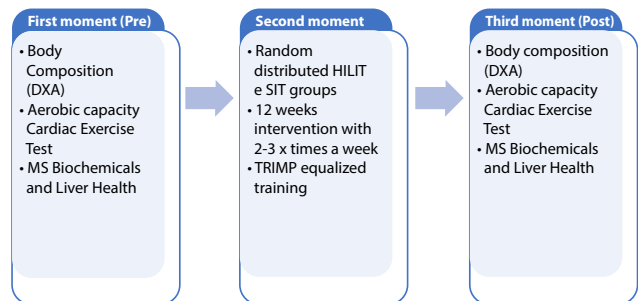 First moment (Pre)
• Body
Composition
(DXA)
• Aerobic capacity
Cardiac Exercise
Test
• MS Biochemicals
and Liver Health
Second moment
• Random
distributed HILIT
e SIT groups
• 12 weeks
intervention with
2-3 x times a week
• TRIMP equalized
training
Third moment (Post)
• Body composition
(DXA)
• Aerobic capacity
Cardiac Exercise
Test
• MS Biochemicals
and Liver Health